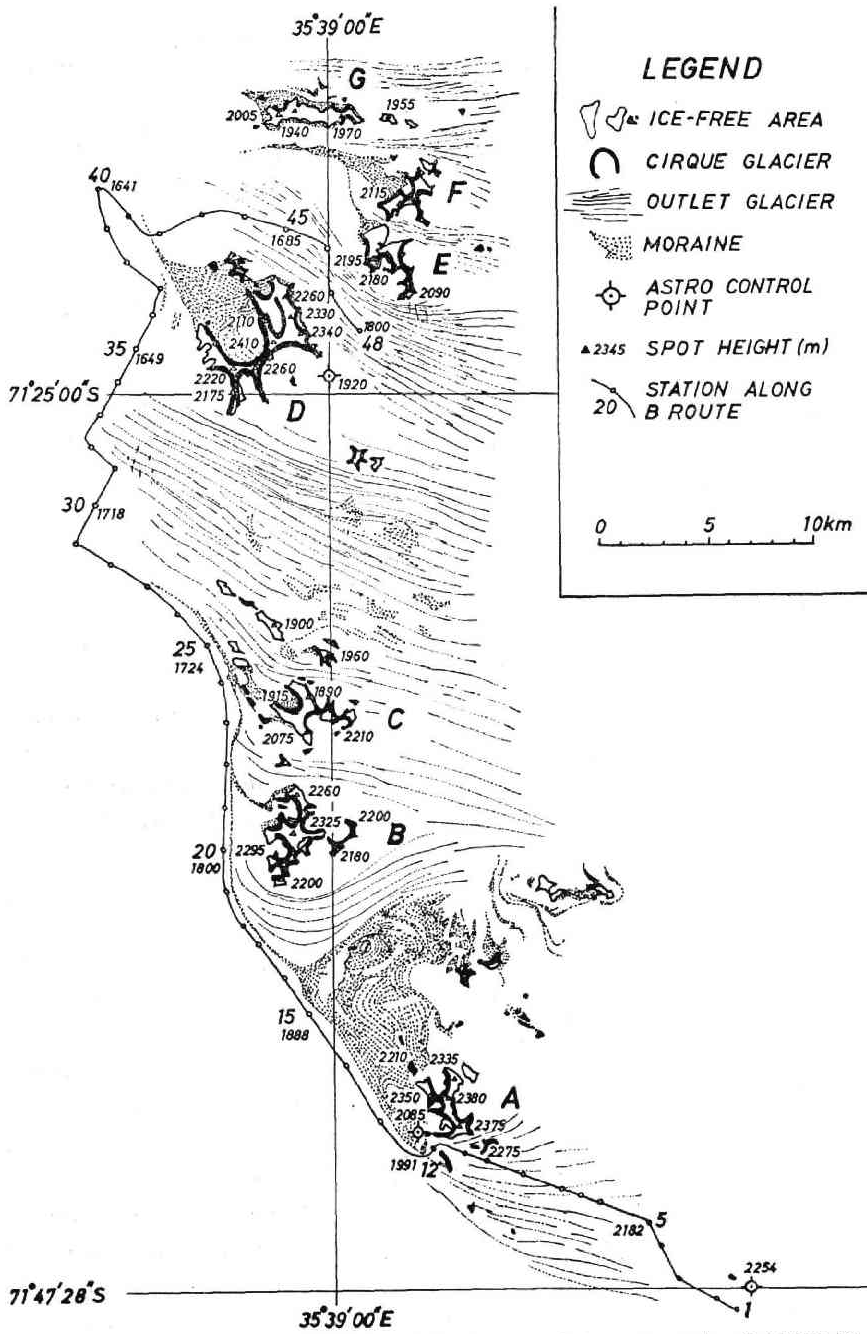 35°39'00"E
LEGEND
ICE-FREE AREA
CIRQUE GLACIER
OUTLET GLACIER
MORAINE
ASTRO CONTROL
POINT
2345 SPOT HEIGHT (m)
STATION ALONG
20 B ROUTE
0 5 10km
G
2005
1955
1940
1970
40
1641
2115
F
45
1685
2195
2180
E
2090
2260
2330
2110
2340
1800
48
2410
35
1649
2220
2260
2175
1920
71°25'00"S
D
30
1718
1900
25
1724
1960
1915
1890
C
2075
2210
2260
2325
2200
B
20
1800
2295
2180
2200
15
1888
2210
2335
2350
2380
A
2085
2375
2275
1991
12
5
2182
2254
71°47'28"S
1
35°39'00"E